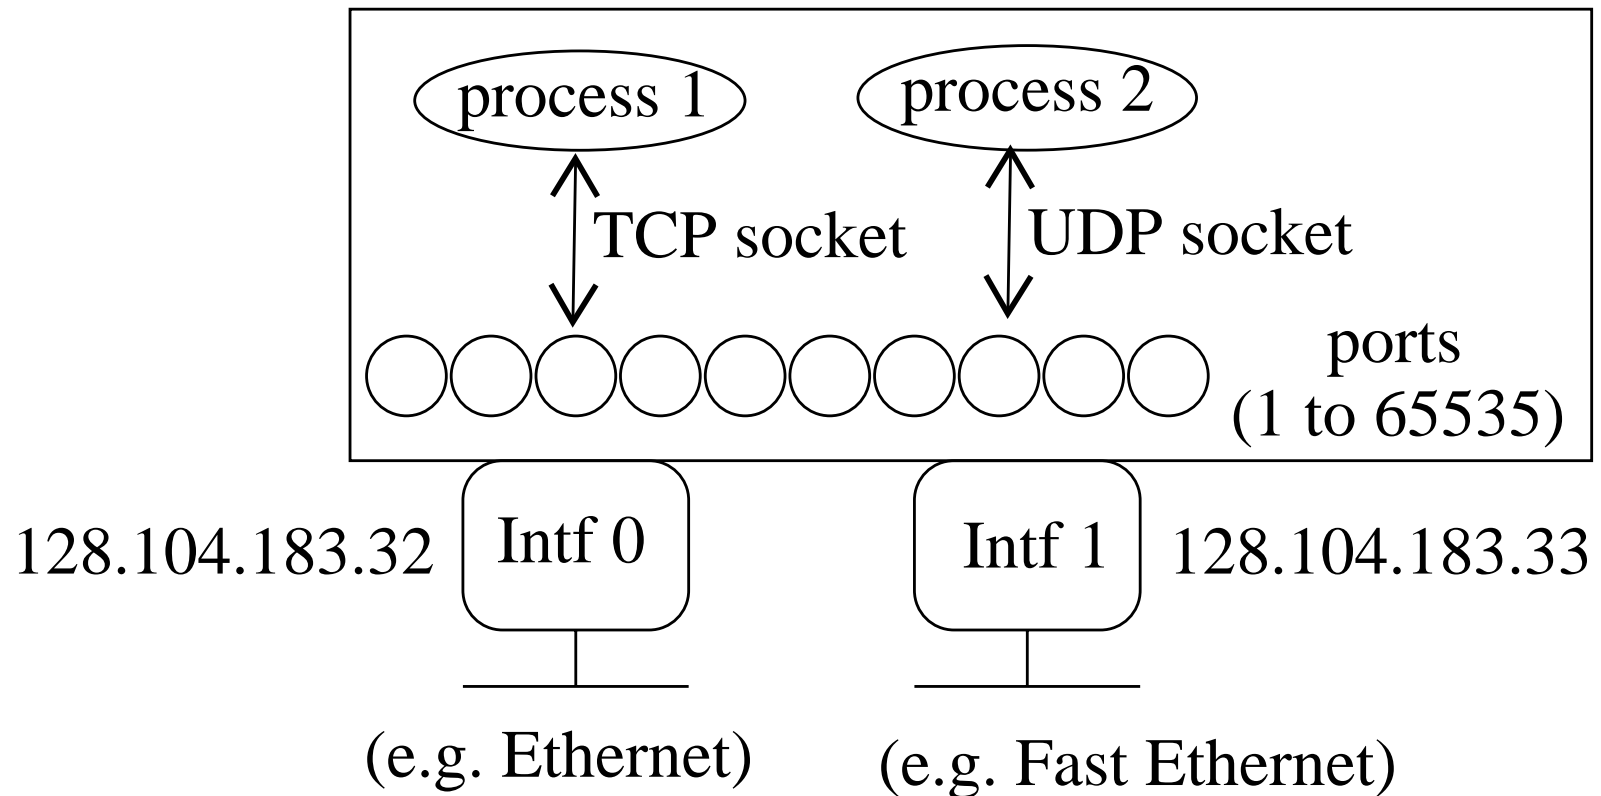 process 1
process 2
TCP socket
UDP socket
ports
(1 to 65535)
128.104.183.32
Intf 0
Intf 1
128.104.183.33
(e.g. Ethernet)
(e.g. Fast Ethernet)